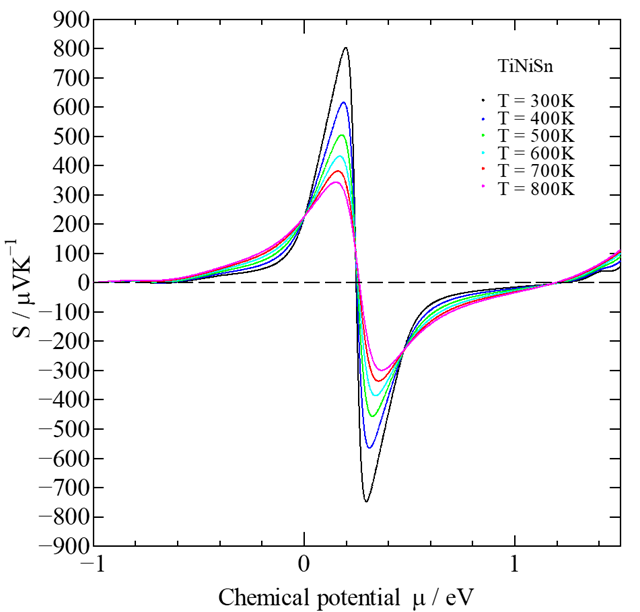 900
800
700
600
500
400
300
200
100
0
−100
−200
−300
−400
−500
−600
−700
−800
−900
S / μVK⁻¹
TiNiSn
T = 300K
T = 400K
T = 500K
T = 600K
T = 700K
T = 800K
−1 0 1
Chemical potential μ / eV